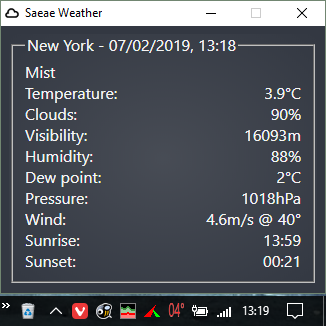 Saeae Weather
New York - 07/02/2019, 13:18
Mist
Temperature: 3.9°C
Clouds: 90%
Visibility: 16093m
Humidity: 88%
Dew point: 2°C
Pressure: 1018hPa
Wind: 4.6m/s @ 40°
Sunrise: 13:59
Sunset: 00:21
04° 13:19